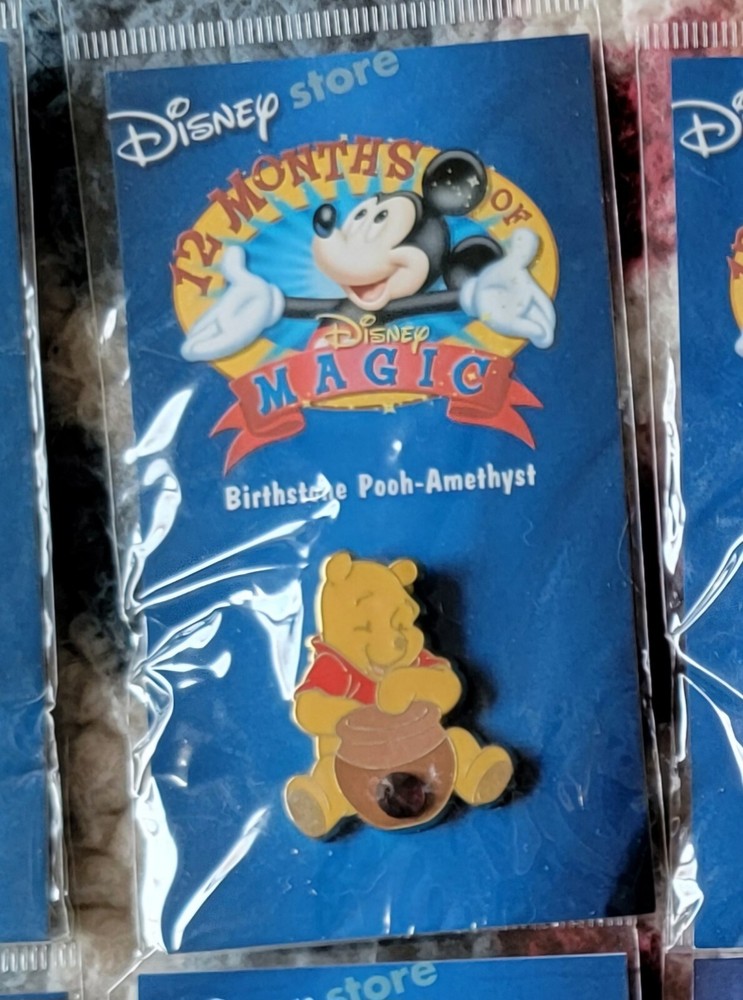 Disney store
12 MONTHS OF
Disney
MAGIC
Birthstone Pooh-Amethyst
store